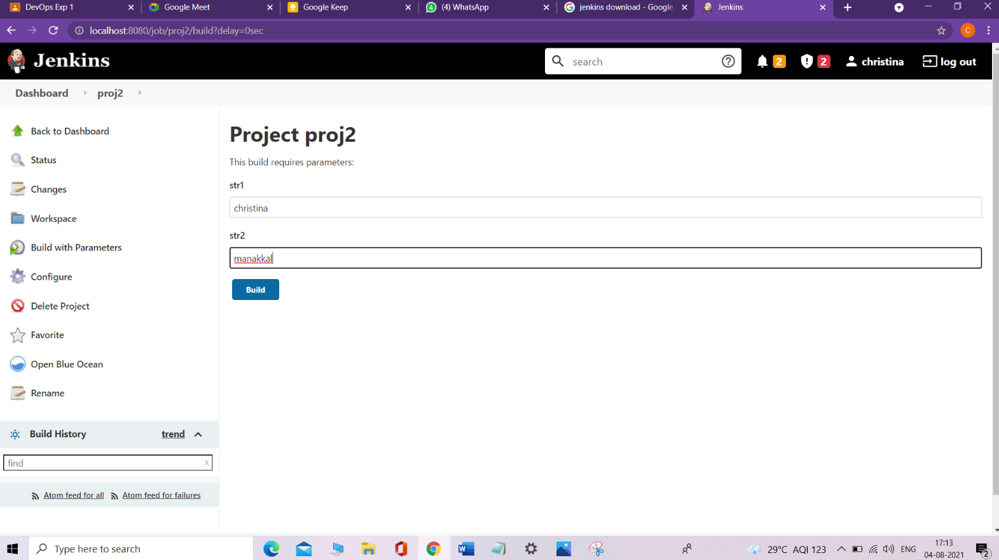 DevOps Exp 1
Google Meet
Google Keep
(4) WhatsApp
jenkins download - Google
Jenkins
localhost:8080/job/proj2/build?delay=0sec
C
Jenkins
search
2
2
christina
log out
Dashboard
proj2
Back to Dashboard
Status
Changes
Workspace
Build with Parameters
Configure
Delete Project
Favorite
Open Blue Ocean
Rename
Build History
trend
find
x
Atom feed for all
Atom feed for failures
Project proj2
This build requires parameters:
str1
christina
str2
manakkal
Build
Type here to search
29°C AQI 123
ENG
17:13
04-08-2021
2